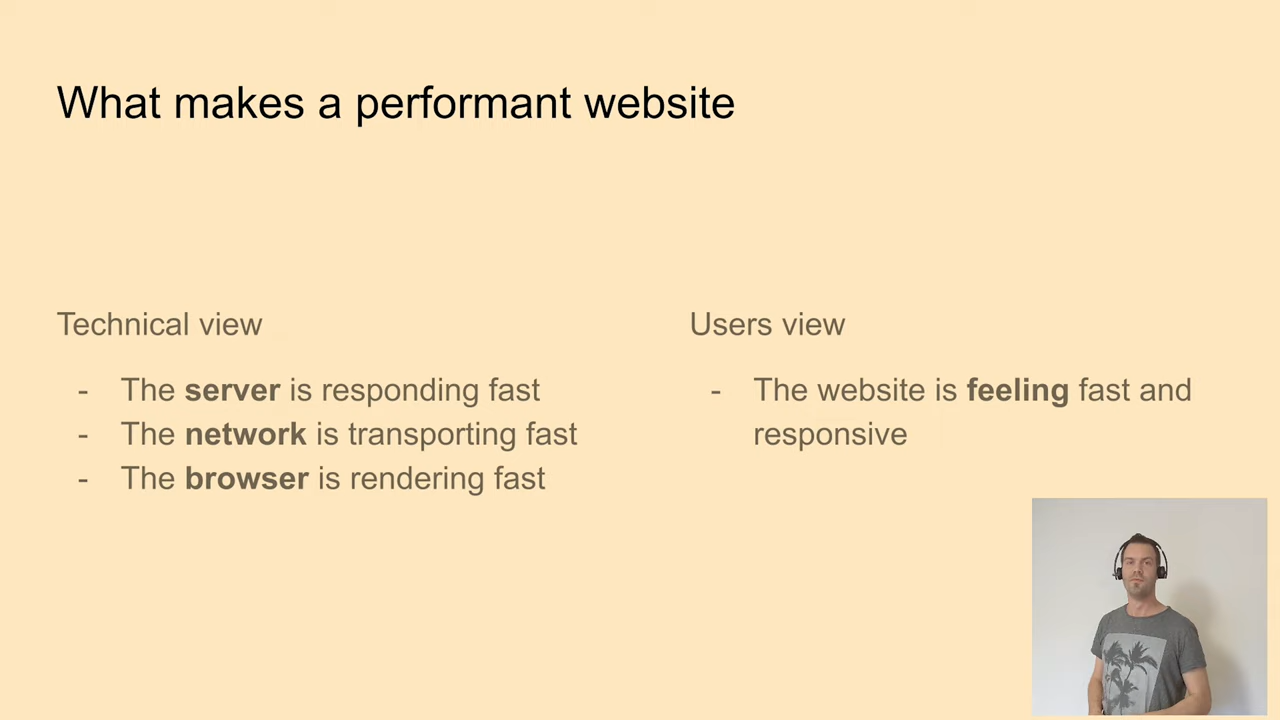 What makes a performant website
Technical view
- The server is responding fast
- The network is transporting fast
- The browser is rendering fast
Users view
- The website is feeling fast and
responsive